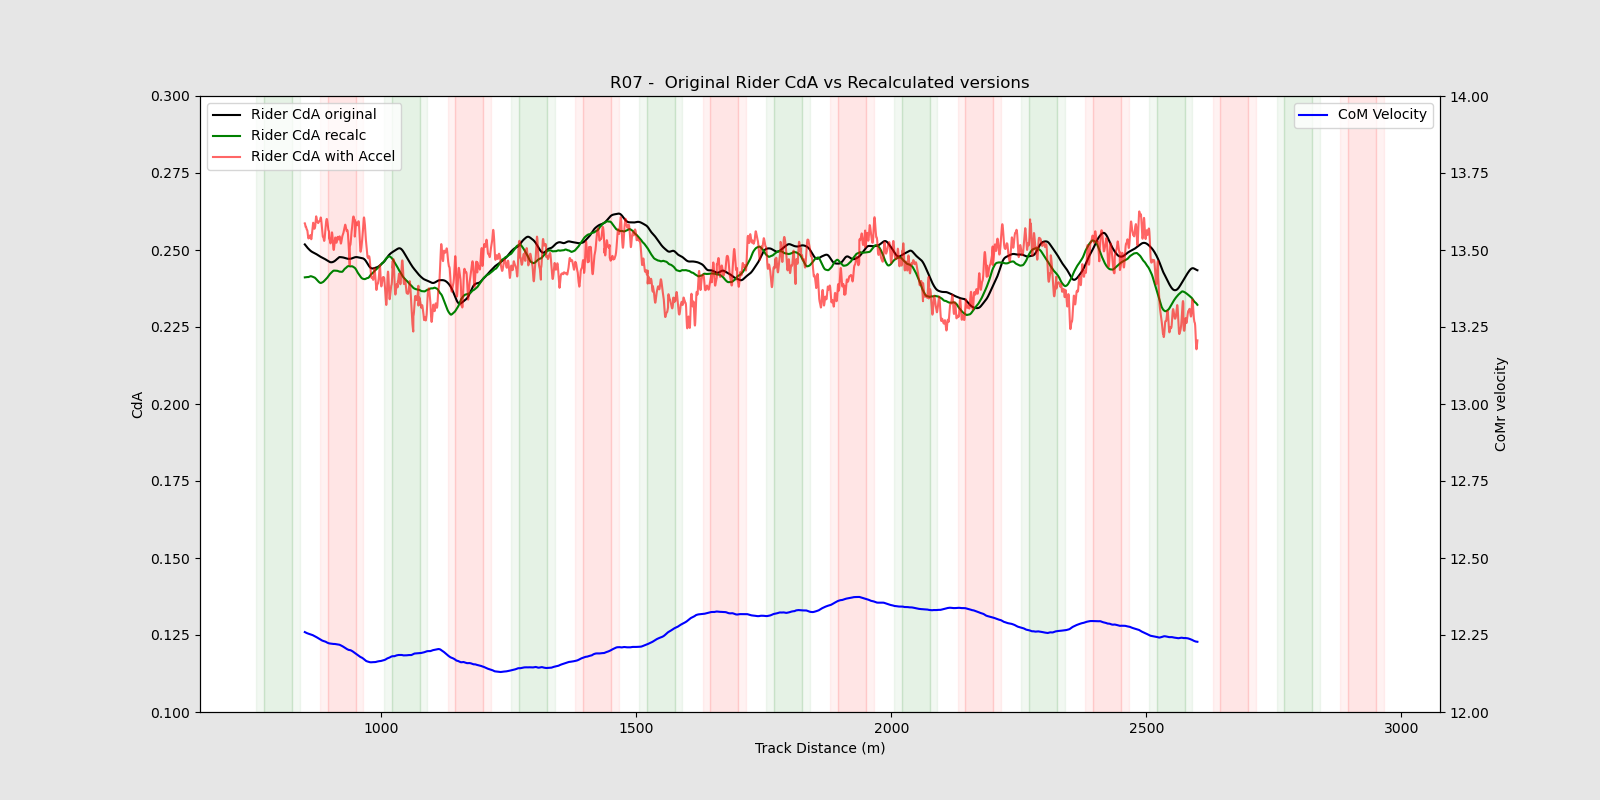 R07 -  Original Rider CdA vs Recalculated versions
Rider CdA original
Rider CdA recalc
Rider CdA with Accel
CoM Velocity
0.300
0.275
0.250
0.225
0.200
0.175
0.150
0.125
0.100
CdA
14.00
13.75
13.50
13.25
13.00
12.75
12.50
12.25
12.00
CoMr velocity
1000
1500
2000
2500
3000
Track Distance (m)